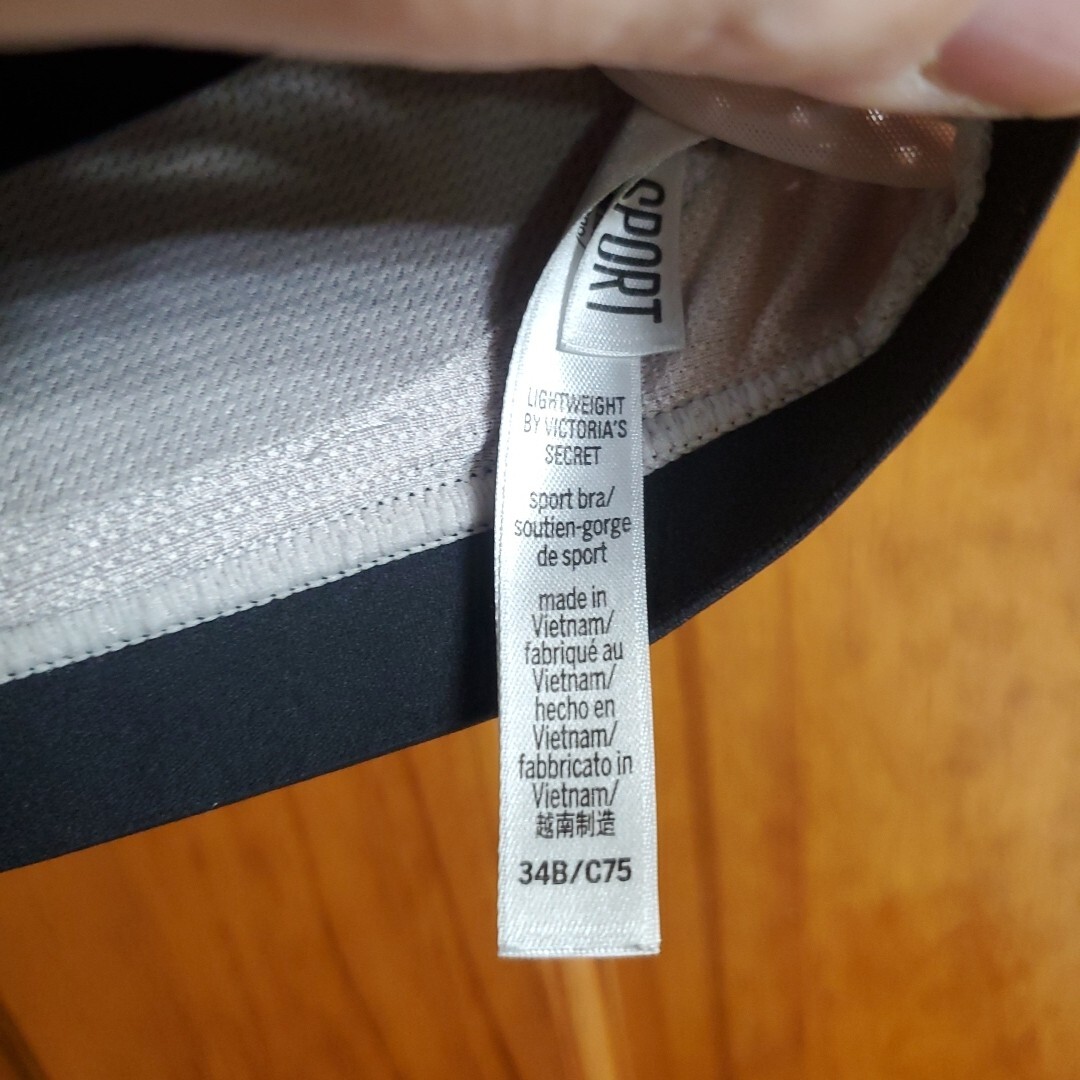 SPORT
LIGHTWEIGHT
BY VICTORIA'S
SECRET
sport bra/
soutien-gorge
de sport
made in
Vietnam/
fabriqué au
Vietnam/
hecho en
Vietnam/
fabbricato in
Vietnam/
越南制造
34B/C75